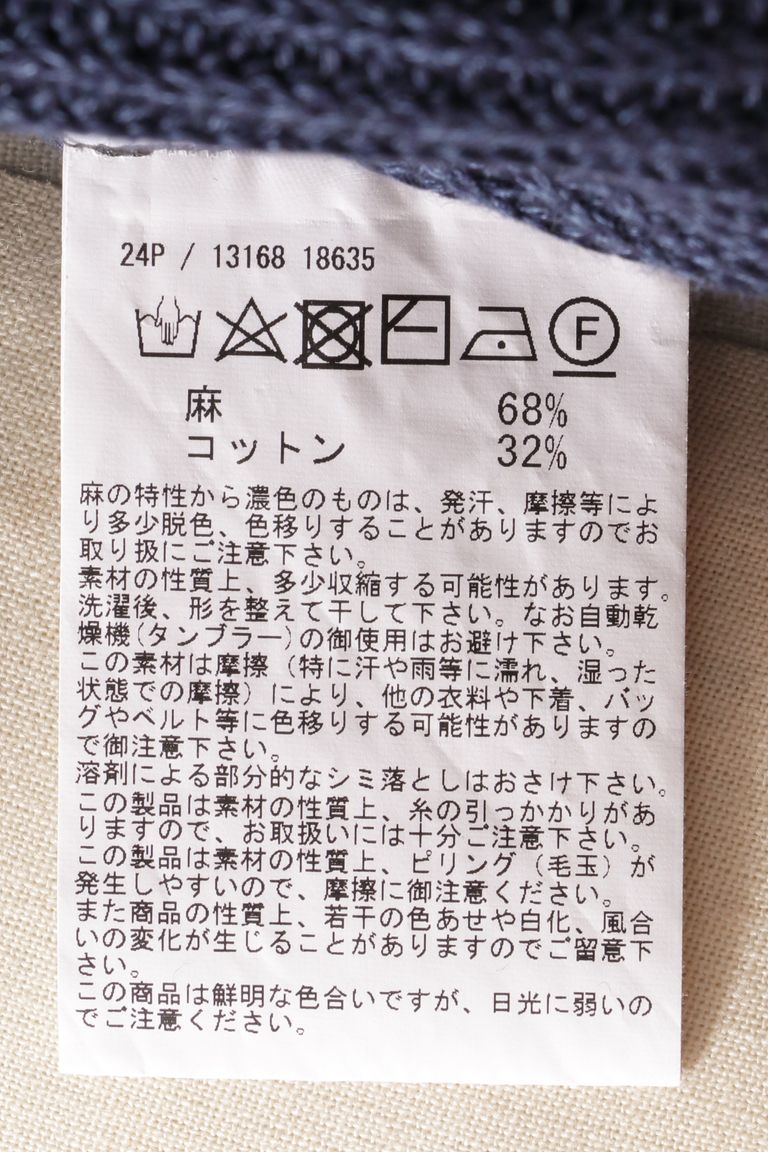 24P / 13168 18635
F
麻 68%
コットン 32%
麻の特性から濃色のものは、発汗、摩擦等によ
り多少脱色、色移りすることがありますのでお
取り扱にご注意下さい。
素材の性質上、多少収縮する可能性があります。
洗濯後、形を整えて干して下さい。なお自動乾
燥機(タンブラー)の御使用はお避け下さい。
この素材は摩擦（特に汗や雨等に濡れ、湿った
状態での摩擦）により、他の衣料や下着、バッ
グやベルト等に色移りする可能性がありますの
で御注意下さい。
溶剤による部分的なシミ落としはおさけ下さい。
この製品は素材の性質上、糸の引っかかりがあ
りますので、お取扱いには十分ご注意下さい。
この製品は素材の性質上、ピリング（毛玉）が
発生しやすいので、摩擦に御注意ください。
また商品の性質上、若干の色あせや白化、風合
いの変化が生じることがありますのでご留意下
さい。
この商品は鮮明な色合いですが、日光に弱いの
でご注意ください。